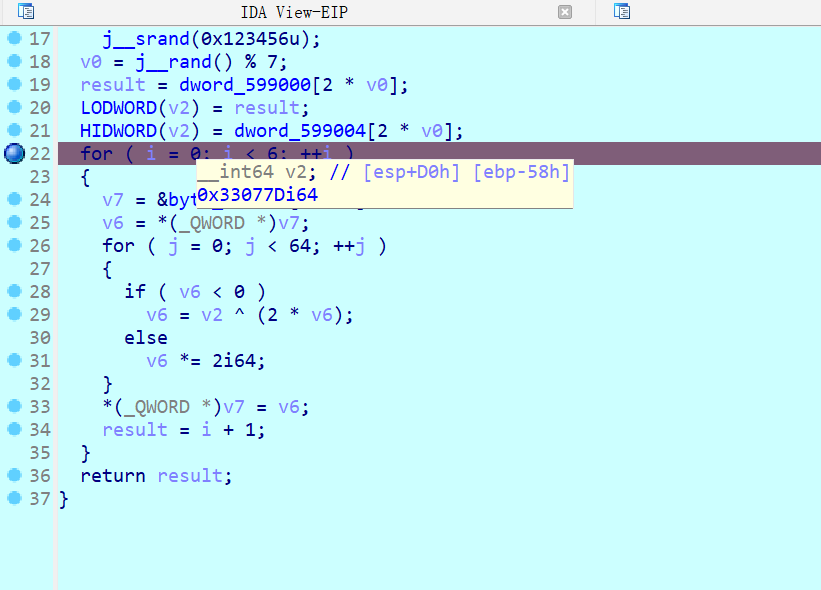 IDA View-EIP
17 j__srand(0x123456u);
18 v0 = j__rand() % 7;
19 result = dword_599000[2 * v0];
20 LODWORD(v2) = result;
21 HIDWORD(v2) = dword_599004[2 * v0];
22 for ( i = 0; i < 6; ++i )
__int64 v2; // [esp+D0h] [ebp-58h]
0x33077Di64
23 {
24 v7 = &byt
25 v6 = *(_QWORD *)v7;
26 for ( j = 0; j < 64; ++j )
27 {
28 if ( v6 < 0 )
29 v6 = v2 ^ (2 * v6);
30 else
31 v6 *= 2i64;
32 }
33 *(_QWORD *)v7 = v6;
34 result = i + 1;
35 }
36 return result;
37 }